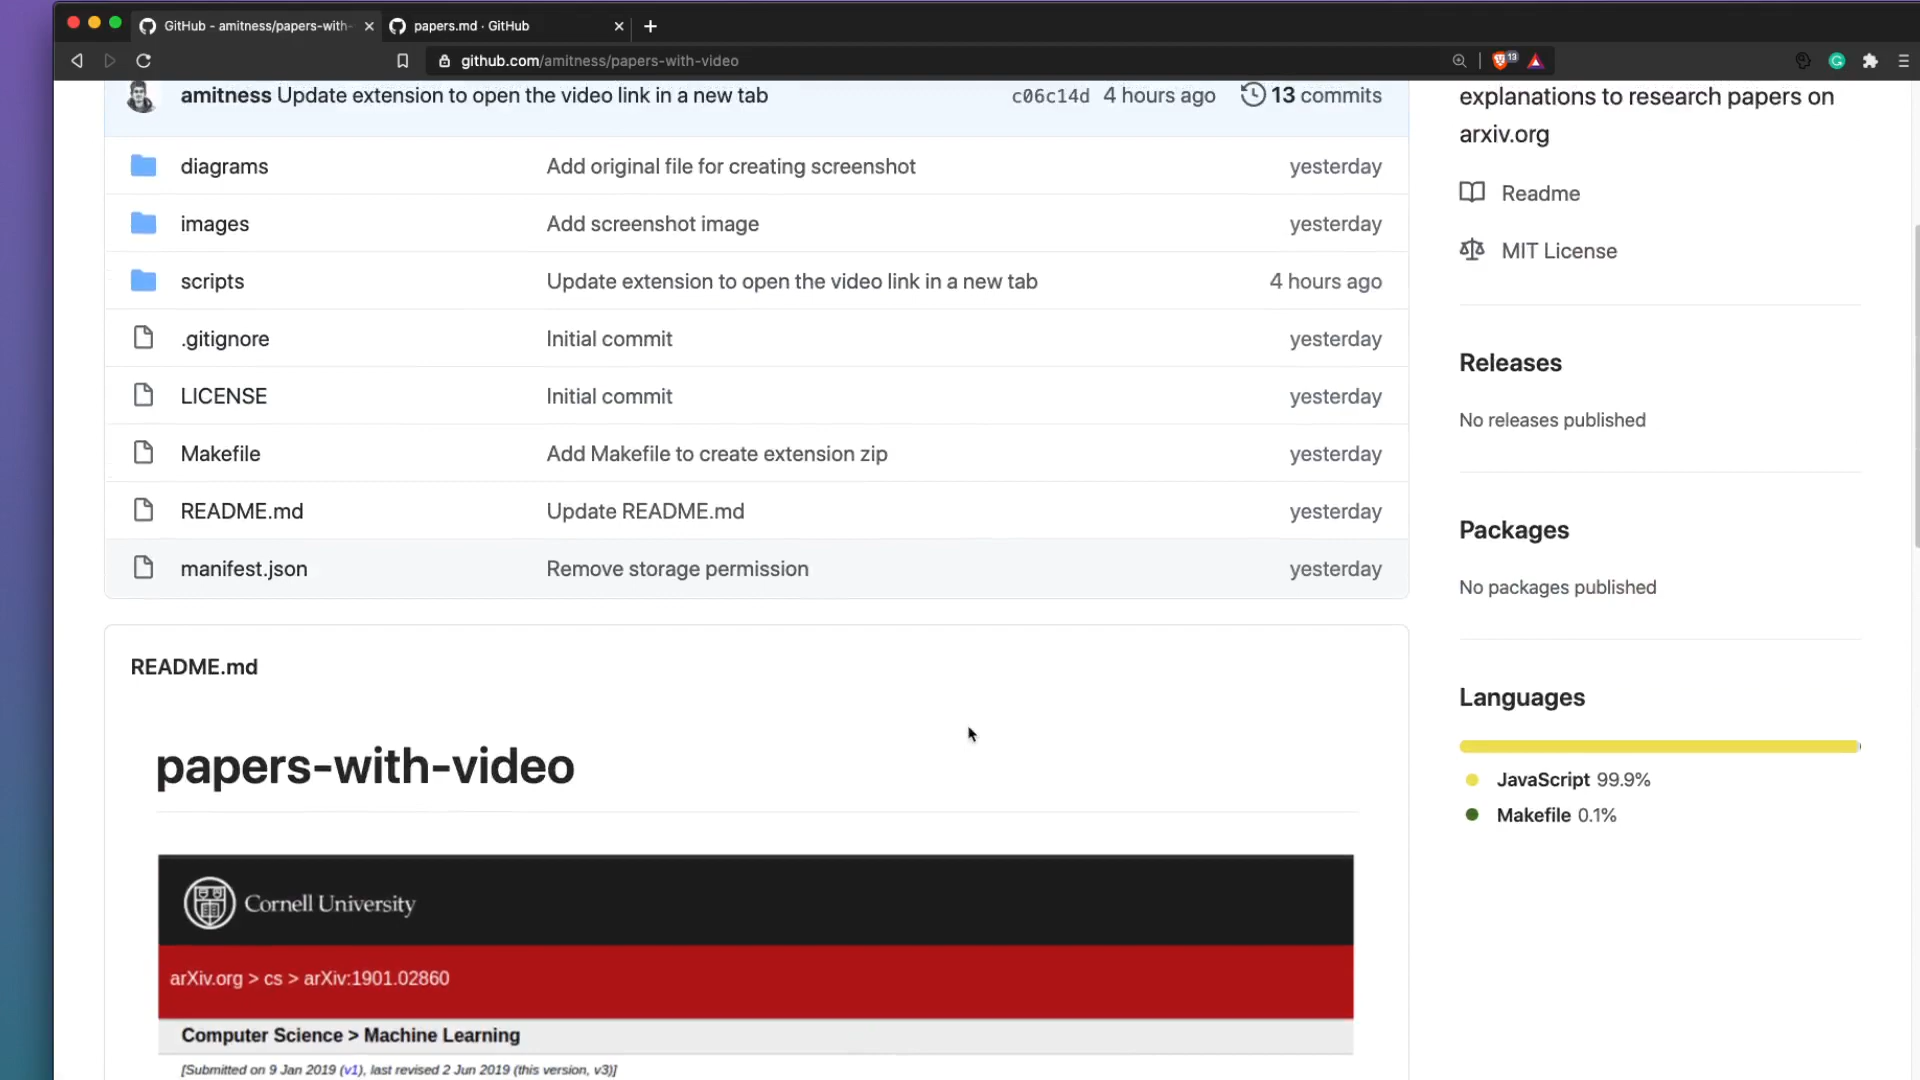 GitHub - amitness/papers-with-
papers.md · GitHub
github.com/amitness/papers-with-video
13
amitness Update extension to open the video link in a new tab c06c14d 4 hours ago 13 commits
diagrams Add original file for creating screenshot yesterday
images Add screenshot image yesterday
scripts Update extension to open the video link in a new tab 4 hours ago
.gitignore Initial commit yesterday
LICENSE Initial commit yesterday
Makefile Add Makefile to create extension zip yesterday
README.md Update README.md yesterday
manifest.json Remove storage permission yesterday
README.md
papers-with-video
Cornell University
arXiv.org > cs > arXiv:1901.02860
Computer Science > Machine Learning
[Submitted on 9 Jan 2019 (v1), last revised 2 Jun 2019 (this version, v3)]
explanations to research papers on
arxiv.org
Readme
MIT License
Releases
No releases published
Packages
No packages published
Languages
JavaScript 99.9%
Makefile 0.1%